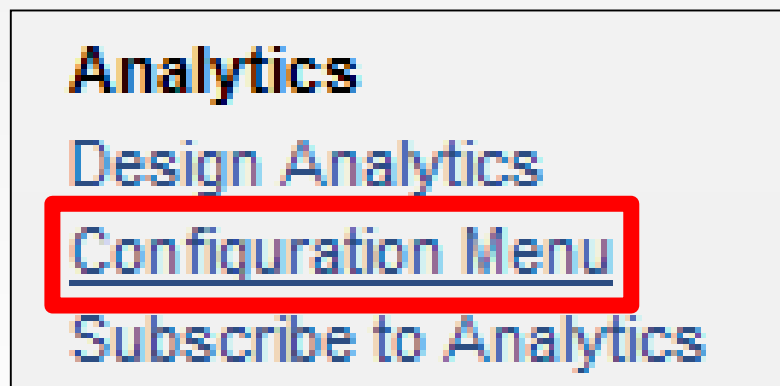 Analytics
Design Analytics
Configuration Menu
Subscribe to Analytics